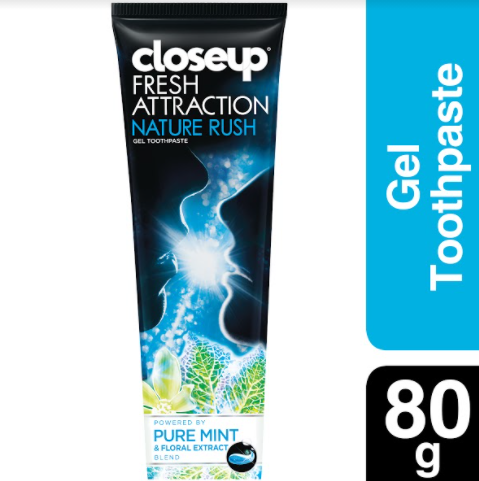 closeup
FRESH
ATTRACTION
NATURE RUSH
GEL TOOTHPASTE
POWERED BY
PURE MINT
& FLORAL EXTRACT
BLEND
Gel
Toothpaste
80
g